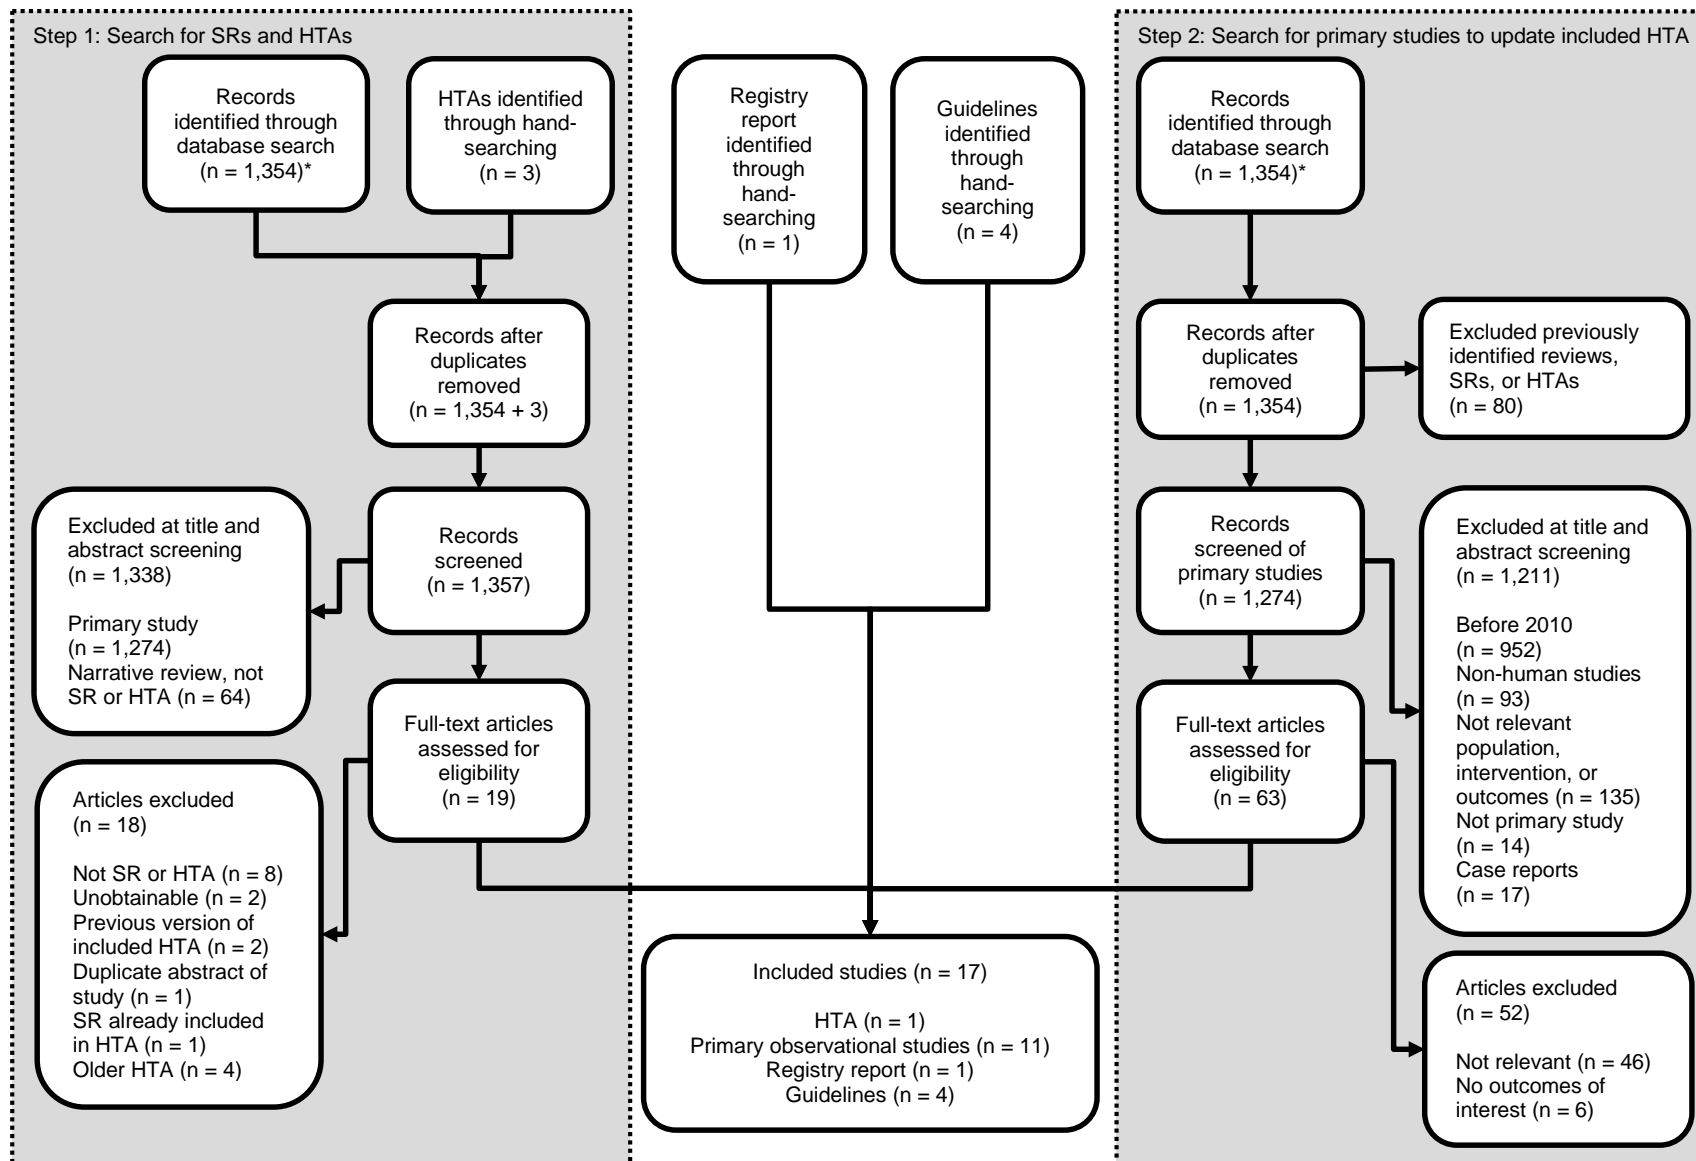 Step 1: Search for SRs and HTAs
Records
identified through
database search
(n = 1,354)*
HTAs identified
through hand-
searching
(n = 3)
Records after
duplicates
removed
(n = 1,354 + 3)
Records
screened
(n = 1,357)
Excluded at title and
abstract screening
(n = 1,338)
Primary study
(n = 1,274)
Narrative review, not
SR or HTA (n = 64)
Full-text articles
assessed for
eligibility
(n = 19)
Articles excluded
(n = 18)
Not SR or HTA (n = 8)
Unobtainable (n = 2)
Previous version of
included HTA (n = 2)
Duplicate abstract of
study (n = 1)
SR already included
in HTA (n = 1)
Older HTA (n = 4)
Registry
report
identified
through
hand-
searching
(n = 1)
Guidelines
identified
through
hand-
searching
(n = 4)
Included studies (n = 17)
HTA (n = 1)
Primary observational studies (n = 11)
Registry report (n = 1)
Guidelines (n = 4)
Step 2: Search for primary studies to update included HTA
Records
identified through
database search
(n = 1,354)*
Records after
duplicates
removed
(n = 1,354)
Excluded previously
identified reviews,
SRs, or HTAs
(n = 80)
Records
screened of
primary studies
(n = 1,274)
Excluded at title and
abstract screening
(n = 1,211)
Before 2010
(n = 952)
Non-human studies
(n = 93)
Not relevant
population,
intervention, or
outcomes (n = 135)
Not primary study
(n = 14)
Case reports
(n = 17)
Full-text articles
assessed for
eligibility
(n = 63)
Articles excluded
(n = 52)
Not relevant (n = 46)
No outcomes of
interest (n = 6)